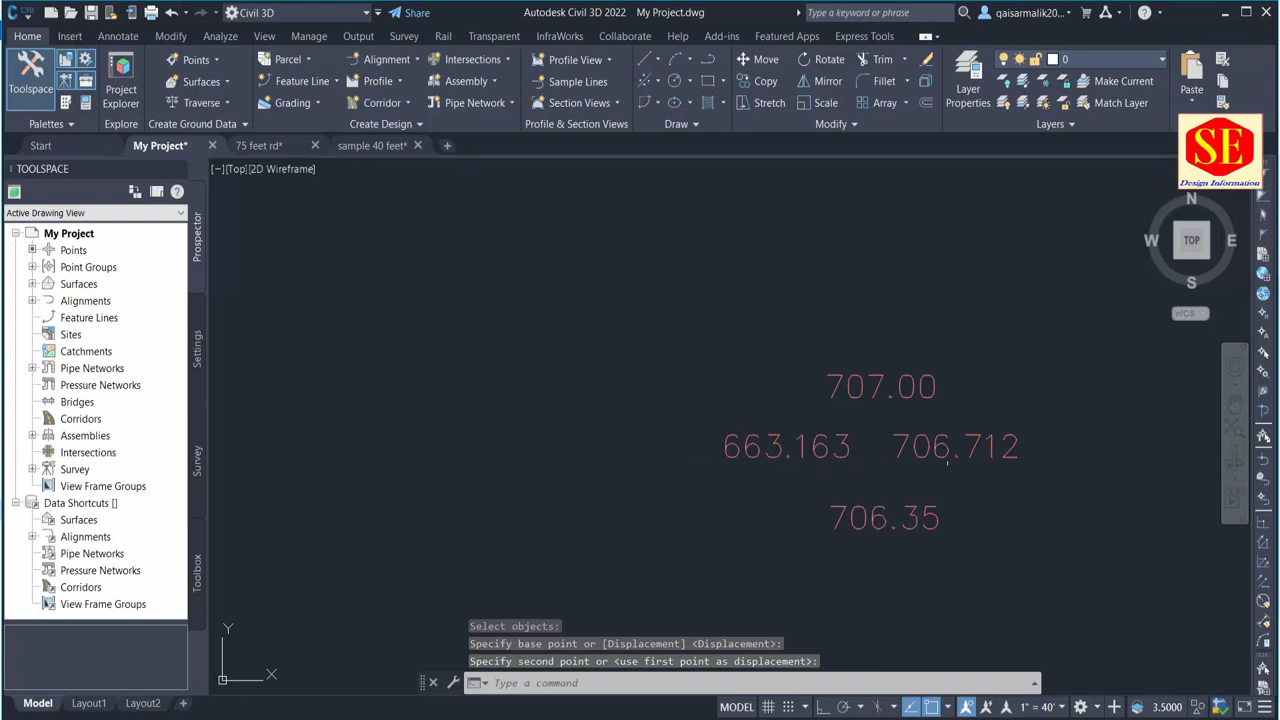 C3D Civil 3D Share Autodesk Civil 3D 2022 My Project.dwg Type a keyword or phrase qaisarmalik20...
Home Insert Annotate Modify Analyze View Manage Output Survey Rail Transparent InfraWorks Collaborate Help Add-ins Featured Apps Express Tools
Toolspace
Palettes
Project Explorer
Explore
Points
Surfaces
Traverse
Create Ground Data
Parcel
Feature Line
Grading
Alignment
Profile
Corridor
Intersections
Assembly
Pipe Network
Create Design
Profile View
Sample Lines
Section Views
Profile & Section Views
Draw
Move
Copy
Stretch
Rotate
Mirror
Scale
Trim
Fillet
Array
Modify
Layer Properties
0
Make Current
Match Layer
Layers
Paste
Start My Project* 75 feet rd* sample 40 feet*
SE
Design Information
TOOLSPACE
Active Drawing View
My Project
Points
Point Groups
Surfaces
Alignments
Feature Lines
Sites
Catchments
Pipe Networks
Pressure Networks
Bridges
Corridors
Assemblies
Intersections
Survey
View Frame Groups
Data Shortcuts []
Surfaces
Alignments
Pipe Networks
Pressure Networks
Corridors
View Frame Groups
Prospector
Settings
Survey
Toolbox
[−][Top][2D Wireframe]
N
W TOP E
S
WCS
707.00
663.163 706.712
706.35
Y
X
Select objects:
Specify base point or [Displacement] <Displacement>:
Specify second point or <use first point as displacement>:
Type a command
Model Layout1 Layout2
MODEL 1" = 40' 3.5000